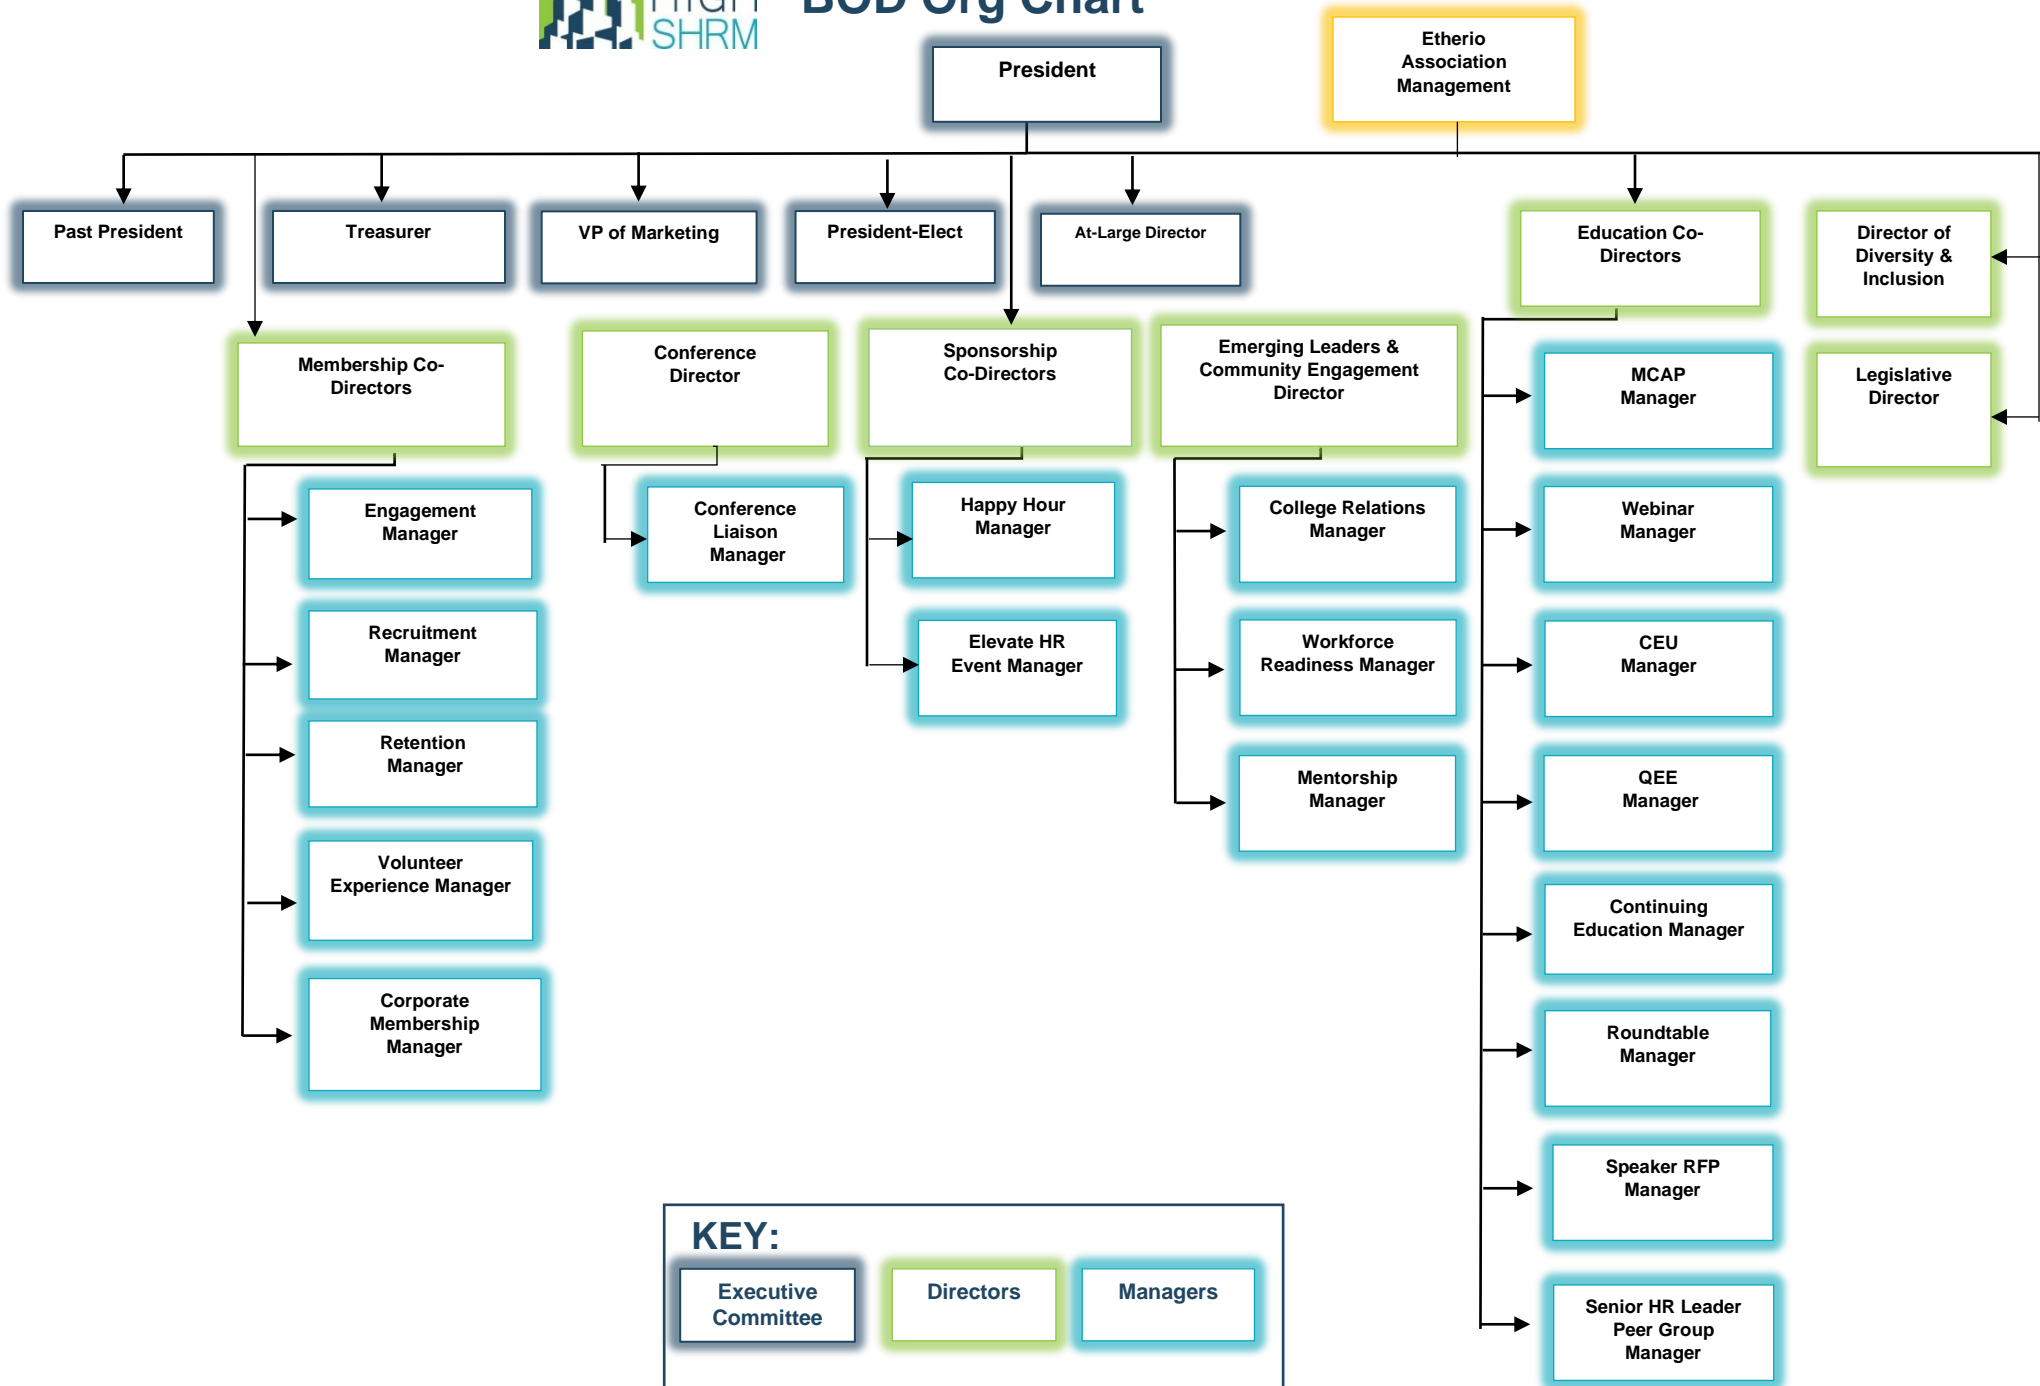 HIGH
SHRM
BOD Org Chart
President
Etherio
Association
Management
Past President
Treasurer
VP of Marketing
President-Elect
At-Large Director
Education Co-
Directors
Director of
Diversity &
Inclusion
Membership Co-
Directors
Conference
Director
Sponsorship
Co-Directors
Emerging Leaders &
Community Engagement
Director
MCAP
Manager
Legislative
Director
Engagement
Manager
Conference
Liaison
Manager
Happy Hour
Manager
College Relations
Manager
Webinar
Manager
Recruitment
Manager
Elevate HR
Event Manager
Workforce
Readiness Manager
CEU
Manager
Retention
Manager
Mentorship
Manager
QEE
Manager
Volunteer
Experience Manager
Continuing
Education Manager
Corporate
Membership
Manager
Roundtable
Manager
Speaker RFP
Manager
Senior HR Leader
Peer Group
Manager
KEY:
Executive
Committee
Directors
Managers